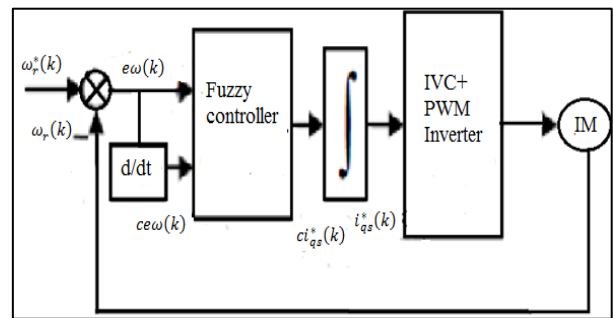 ω*r(k)
eω(k)
ωr(k)
d/dt
ceω(k)
Fuzzy
controller
ci*qs(k)
∫
i*qs(k)
IVC+
PWM
Inverter
IM